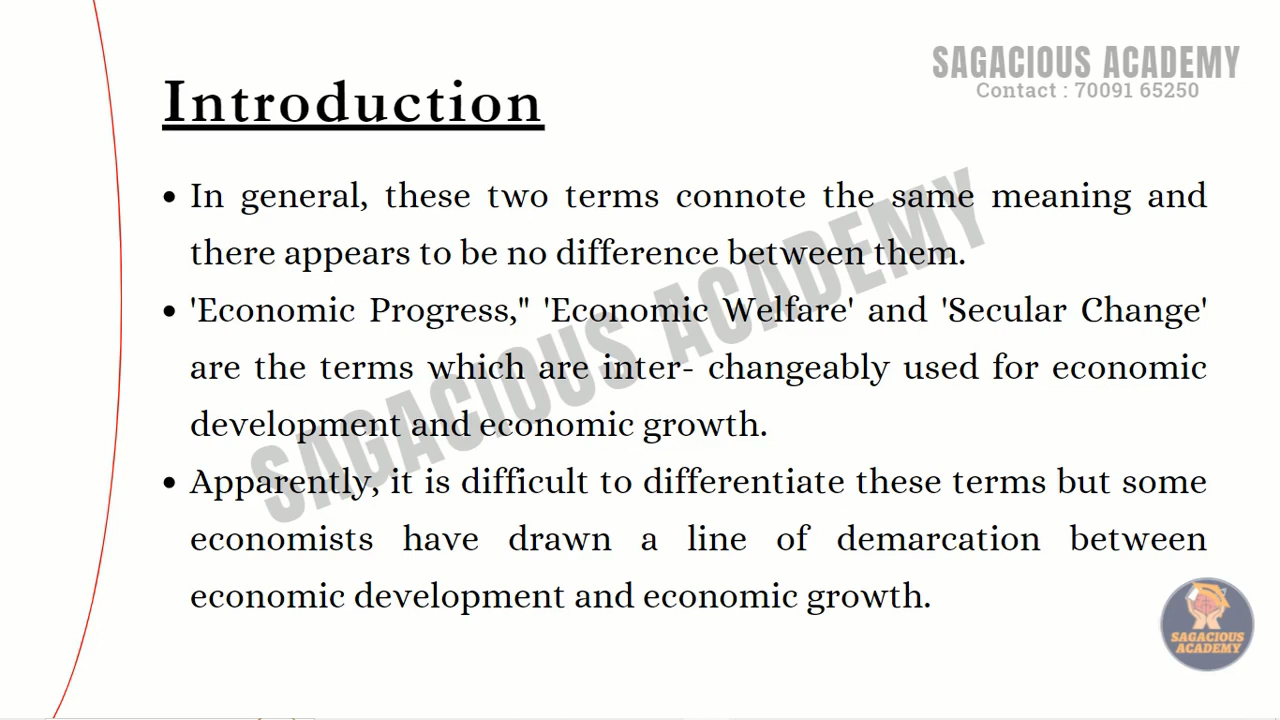 SAGACIOUS ACADEMY
Contact : 70091 65250
Introduction
• In general, these two terms connote the same meaning and
there appears to be no difference between them.
• 'Economic Progress,'' 'Economic Welfare' and 'Secular Change'
are the terms which are inter- changeably used for economic
development and economic growth.
• Apparently, it is difficult to differentiate these terms but some
economists have drawn a line of demarcation between
economic development and economic growth.
SAGACIOUS ACADEMY
SAGACIOUS
ACADEMY